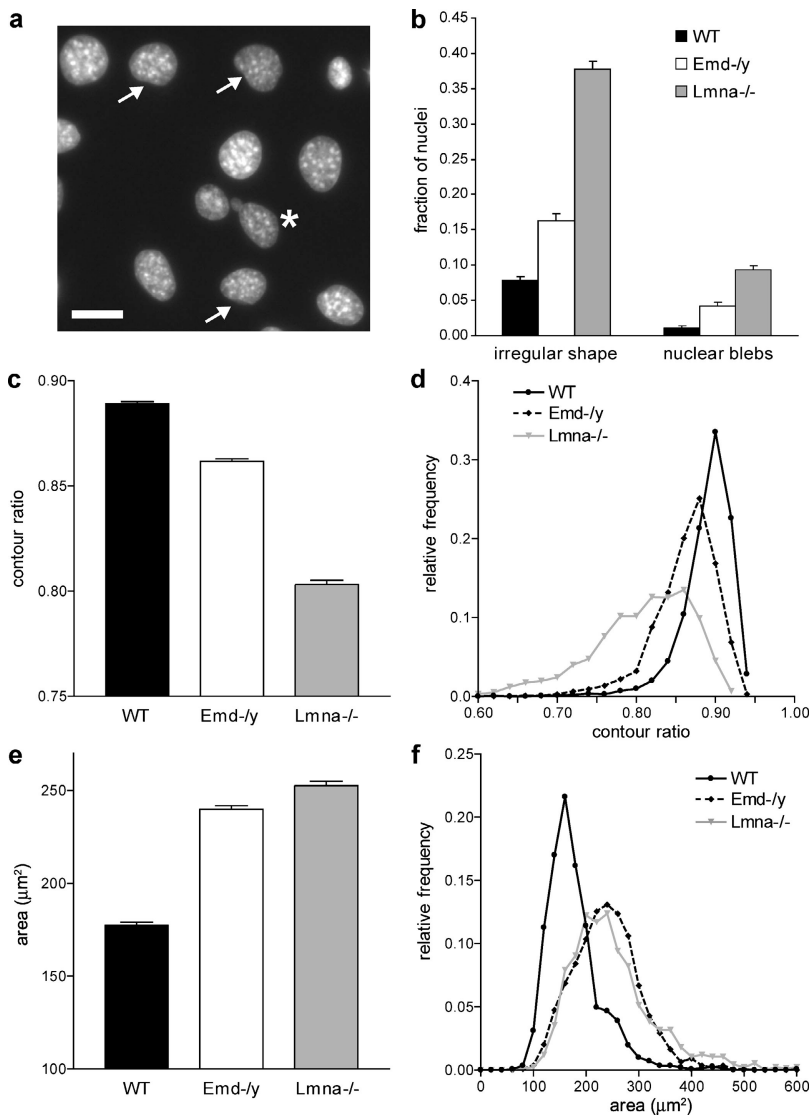 a
*
b
0.45
0.40
0.35
0.30
0.25
0.20
0.15
0.10
0.05
0.00
fraction of nuclei
WT
Emd-/y
Lmna-/-
irregular shape nuclear blebs
c
0.90
0.85
0.80
0.75
contour ratio
WT Emd-/y Lmna-/-
d
0.4
0.3
0.2
0.1
0.0
relative frequency
WT
Emd-/y
Lmna-/-
0.60 0.70 0.80 0.90 1.00
contour ratio
e
250
200
150
100
area (μm²)
WT Emd-/y Lmna-/-
f
0.25
0.20
0.15
0.10
0.05
0.00
relative frequency
WT
Emd-/y
Lmna-/-
0 100 200 300 400 500 600
area (μm²)